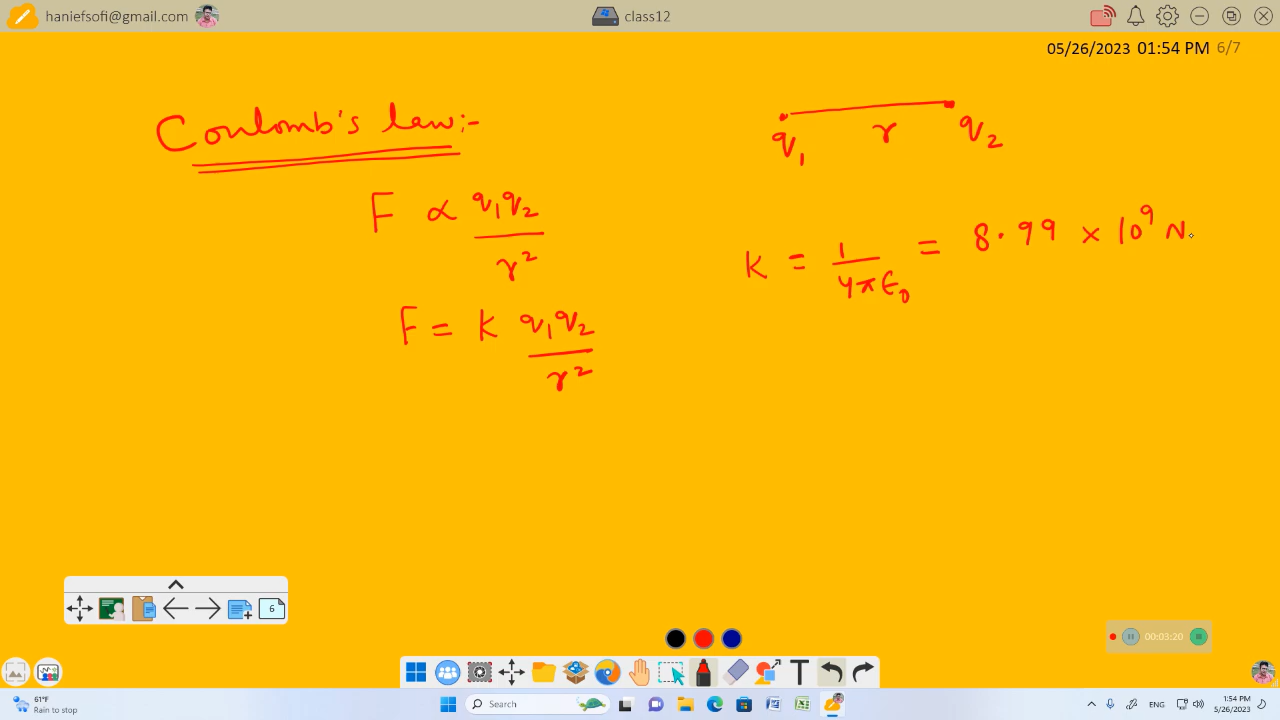 haniefsofi@gmail.com
class12
05/26/2023 01:54 PM 6/7
Coulomb's law:-
q₁ r q₂
F ∝ q₁q₂/r²
K = 1/4πϵ₀ = 8.99 × 10⁹ N.
F = K q₁q₂/r²
6
00:03:20
T
61°F
Rain to stop
Search
1:54 PM
5/26/2023